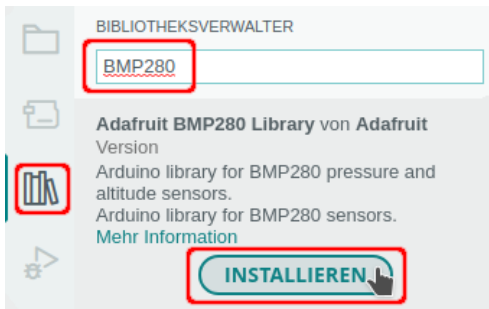 BIBLIOTHEKSVERWALTER
BMP280
Adafruit BMP280 Library von Adafruit
Version
Arduino library for BMP280 pressure and
altitude sensors.
Arduino library for BMP280 sensors.
Mehr Information
INSTALLIEREN